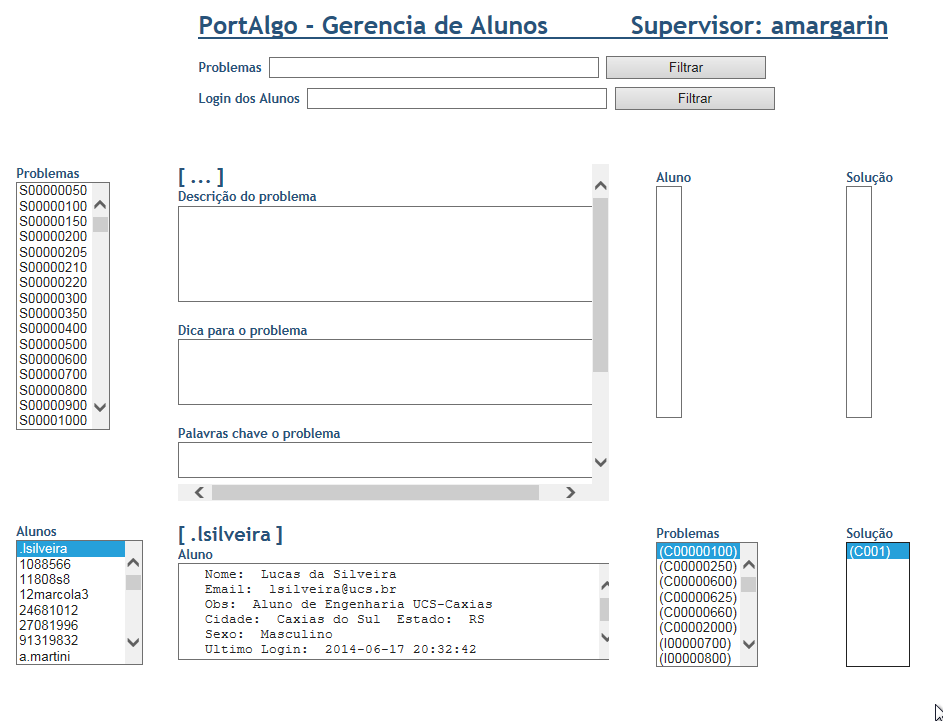 PortAlgo - Gerencia de Alunos Supervisor: amargarin
Problemas Filtrar
Login dos Alunos Filtrar
Problemas
S00000050
S00000100
S00000150
S00000200
S00000205
S00000210
S00000220
S00000300
S00000350
S00000400
S00000500
S00000600
S00000700
S00000800
S00000900
S00001000
[ ... ]
Descrição do problema
Dica para o problema
Palavras chave o problema
Aluno
Solução
Alunos
.lsilveira
1088566
11808s8
12marcola3
24681012
27081996
91319832
a.martini
[ .lsilveira ]
Aluno
Nome: Lucas da Silveira
Email: lsilveira@ucs.br
Obs: Aluno de Engenharia UCS-Caxias
Cidade: Caxias do Sul Estado: RS
Sexo: Masculino
Ultimo Login: 2014-06-17 20:32:42
Problemas
(C00000100)
(C00000250)
(C00000600)
(C00000625)
(C00000660)
(C00002000)
(I00000700)
(I00000800)
Solução
(C001)